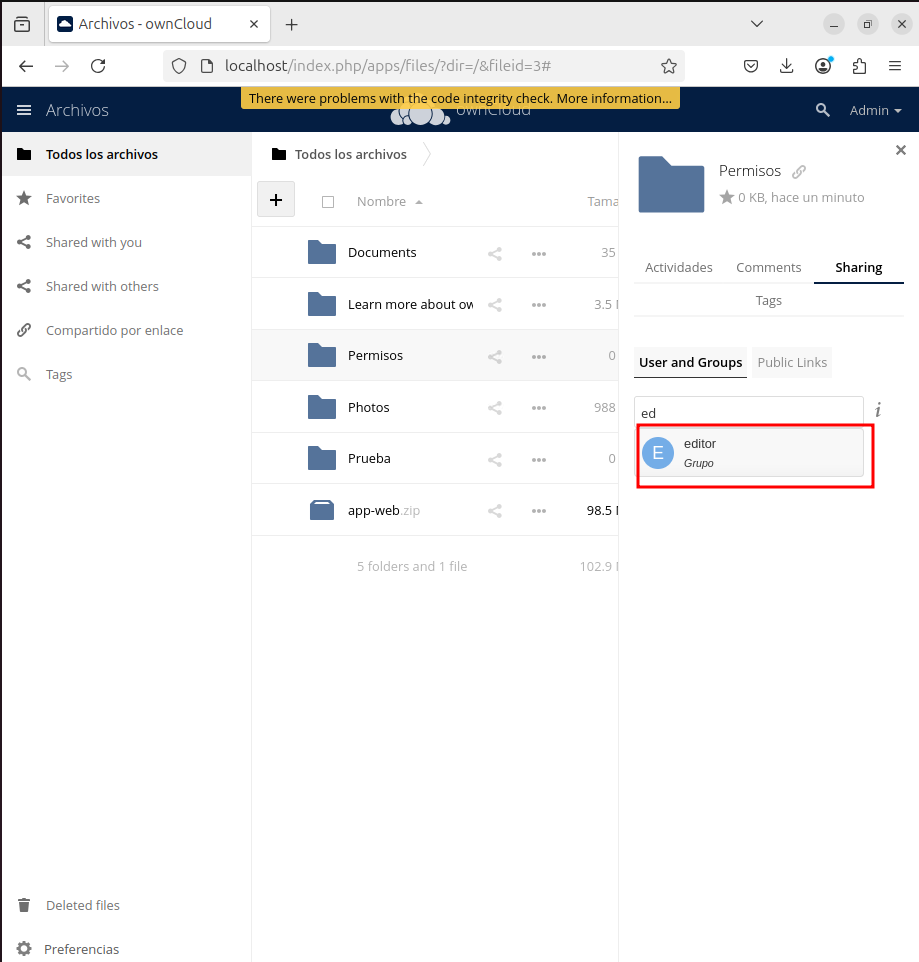 Archivos - ownCloud
localhost/index.php/apps/files/?dir=/&fileid=3#
There were problems with the code integrity check. More information...
Archivos
ownCloud
Admin
Todos los archivos
Favorites
Shared with you
Shared with others
Compartido por enlace
Tags
Deleted files
Preferencias
Todos los archivos
+
Nombre
Tama
Documents
35
Learn more about ow
3.5
Permisos
0
Photos
988
Prueba
0
app-web.zip
98.5
5 folders and 1 file
102.9
Permisos
0 KB, hace un minuto
Actividades
Comments
Sharing
Tags
User and Groups
Public Links
ed
i
E
editor
Grupo